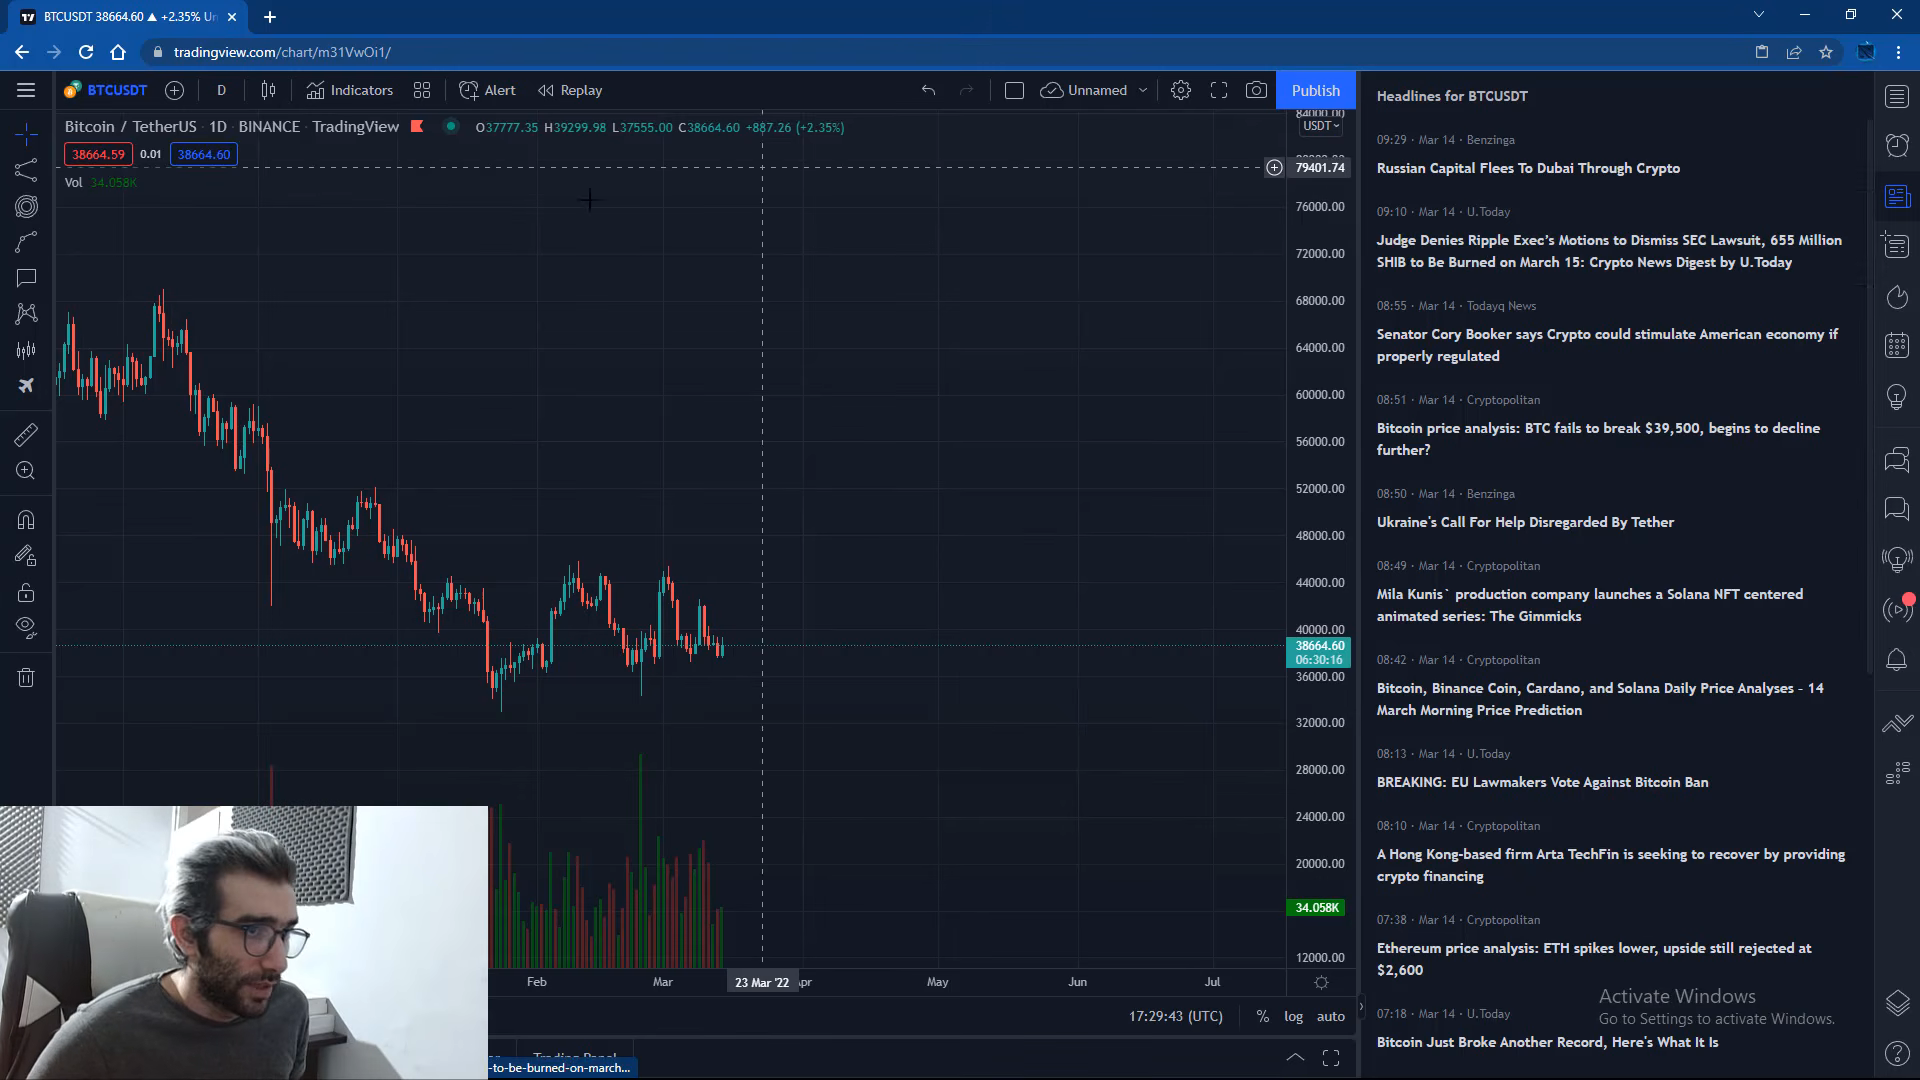 BTCUSDT 38664.60 ▲ +2.35% Un
tradingview.com/chart/m31VwOi1/
BTCUSDT
D
Indicators
Alert
Replay
Unnamed
Publish
Bitcoin / TetherUS · 1D · BINANCE · TradingView
O37777.35 H39299.98 L37555.00 C38664.60 +887.26 (+2.35%)
38664.59
0.01
38664.60
Vol 34.058K
84000.00
USDT
79401.74
76000.00
72000.00
68000.00
64000.00
60000.00
56000.00
52000.00
48000.00
44000.00
40000.00
38664.60
06:30:16
36000.00
32000.00
28000.00
24000.00
20000.00
34.058K
12000.00
Feb
Mar
23 Mar '22
Apr
May
Jun
Jul
17:29:43 (UTC)
%
log
auto
Trading Panel
-to-be-burned-on-march...
Headlines for BTCUSDT
09:29 · Mar 14 · Benzinga
Russian Capital Flees To Dubai Through Crypto
09:10 · Mar 14 · U.Today
Judge Denies Ripple Exec’s Motions to Dismiss SEC Lawsuit, 655 Million
SHIB to Be Burned on March 15: Crypto News Digest by U.Today
08:55 · Mar 14 · Todayq News
Senator Cory Booker says Crypto could stimulate American economy if
properly regulated
08:51 · Mar 14 · Cryptopolitan
Bitcoin price analysis: BTC fails to break $39,500, begins to decline
further?
08:50 · Mar 14 · Benzinga
Ukraine's Call For Help Disregarded By Tether
08:49 · Mar 14 · Cryptopolitan
Mila Kunis` production company launches a Solana NFT centered
animated series: The Gimmicks
08:42 · Mar 14 · Cryptopolitan
Bitcoin, Binance Coin, Cardano, and Solana Daily Price Analyses – 14
March Morning Price Prediction
08:13 · Mar 14 · U.Today
BREAKING: EU Lawmakers Vote Against Bitcoin Ban
08:10 · Mar 14 · Cryptopolitan
A Hong Kong-based firm Arta TechFin is seeking to recover by providing
crypto financing
07:38 · Mar 14 · Cryptopolitan
Ethereum price analysis: ETH spikes lower, upside still rejected at
$2,600
07:18 · Mar 14 · U.Today
Bitcoin Just Broke Another Record, Here's What It Is
Activate Windows
Go to Settings to activate Windows.